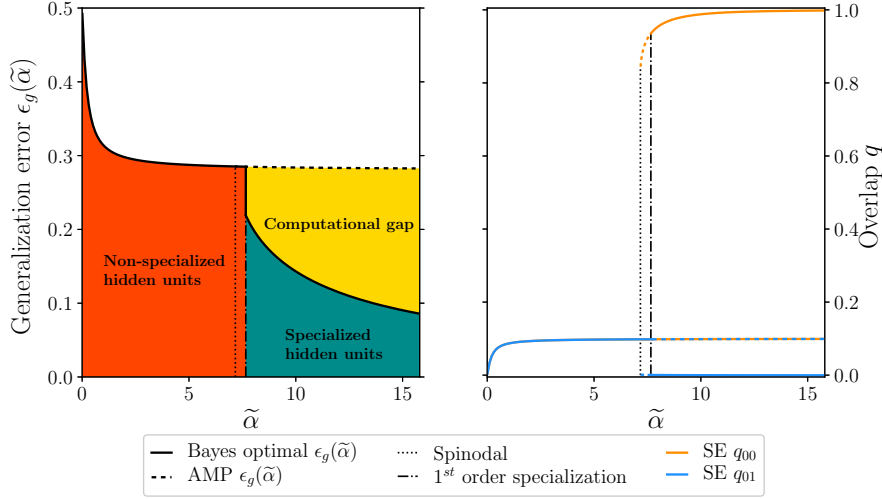 Generalization error ϵ_g(α̃)
0.5
0.4
0.3
0.2
0.1
0.0
0
5
10
15
α̃
Non-specialized
hidden units
Computational gap
Specialized
hidden units
1.0
0.8
0.6
0.4
0.2
0.0
Overlap q
0
5
10
15
α̃
Bayes optimal ϵ_g(α̃)
AMP ϵ_g(α̃)
Spinodal
1^st order specialization
SE q_00
SE q_01